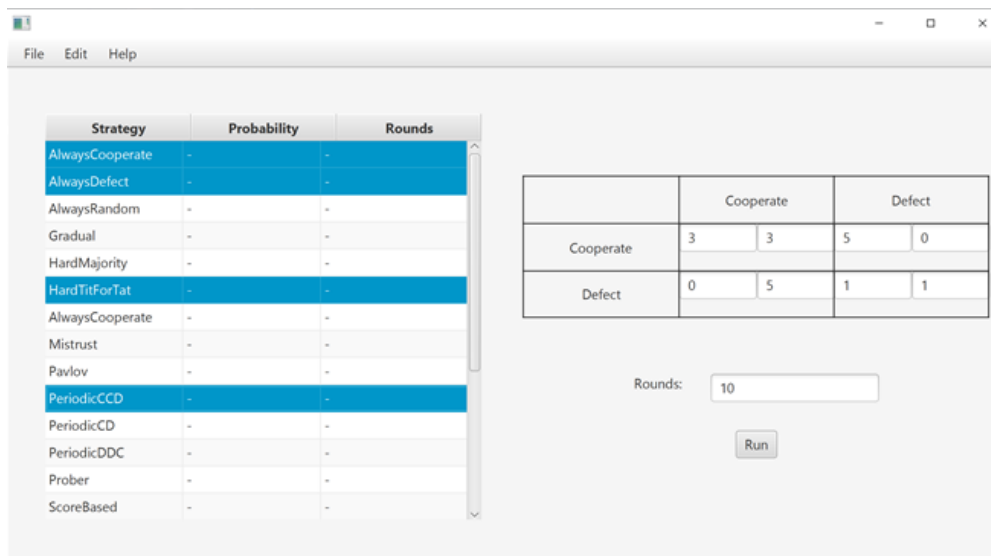 File Edit Help
Strategy Probability Rounds
AlwaysCooperate - -
AlwaysDefect - -
AlwaysRandom - -
Gradual - -
HardMajority - -
HardTitForTat - -
AlwaysCooperate - -
Mistrust - -
Pavlov - -
PeriodicCCD - -
PeriodicCD - -
PeriodicDDC - -
Prober - -
ScoreBased - -
Cooperate Defect
Cooperate 3 3 5 0
Defect 0 5 1 1
Rounds: 10
Run